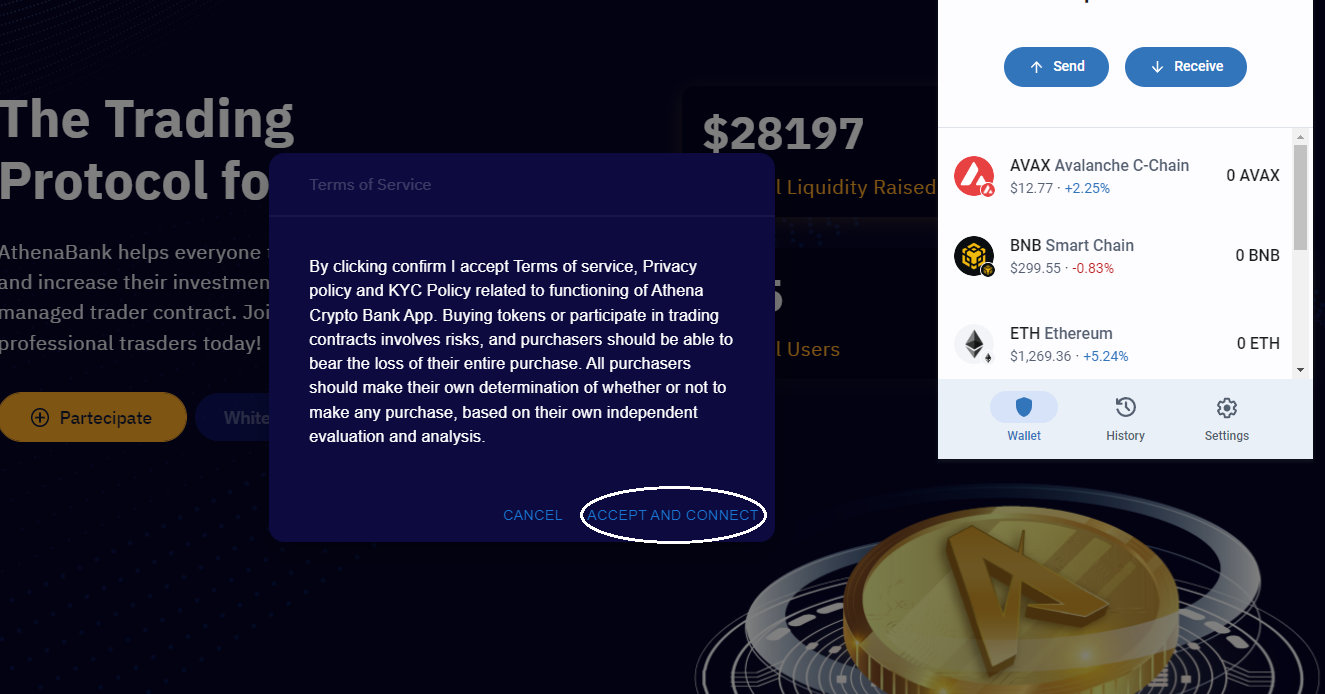 The Trading
Protocol fo
AthenaBank helps everyone
and increase their investmen
managed trader contract. Joi
professional trasders today!
Partecipate
White
$28197
l Liquidity Raised
5
l Users
Terms of Service
By clicking confirm I accept Terms of service, Privacy
policy and KYC Policy related to functioning of Athena
Crypto Bank App. Buying tokens or participate in trading
contracts involves risks, and purchasers should be able to
bear the loss of their entire purchase. All purchasers
should make their own determination of whether or not to
make any purchase, based on their own independent
evaluation and analysis.
CANCEL ACCEPT AND CONNECT
Send Receive
AVAX Avalanche C-Chain 0 AVAX
$12.77 · +2.25%
BNB Smart Chain 0 BNB
$299.55 · -0.83%
ETH Ethereum 0 ETH
$1,269.36 · +5.24%
Wallet History Settings